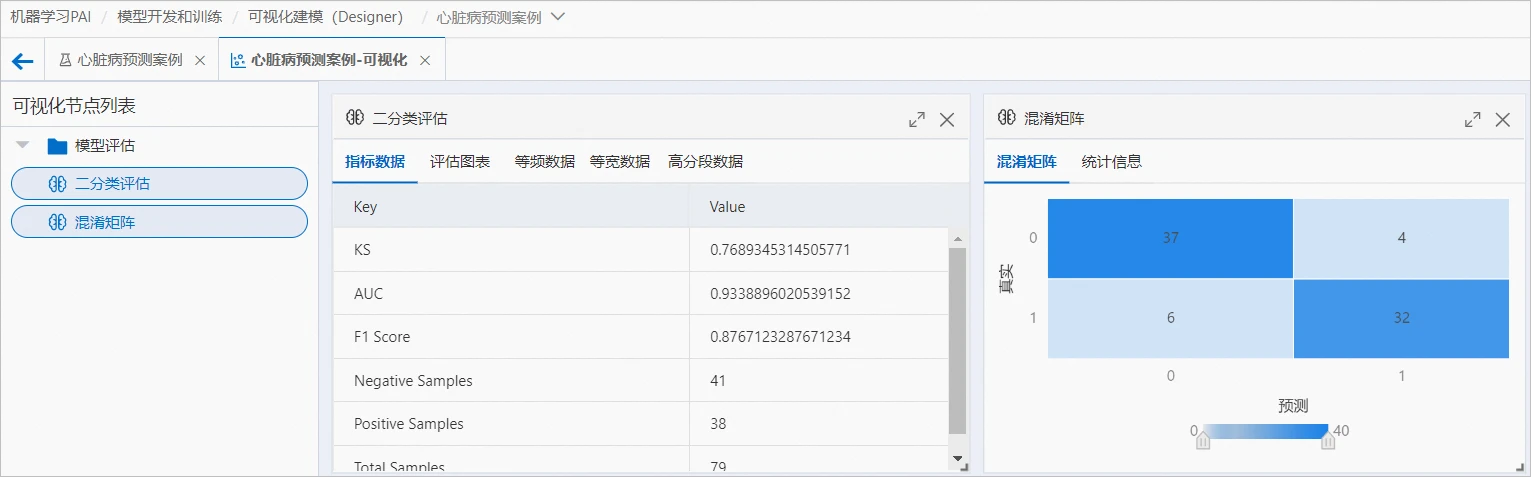 机器学习PAI / 模型开发和训练 / 可视化建模（Designer） / 心脏病预测案例
心脏病预测案例 心脏病预测案例-可视化
可视化节点列表
模型评估
二分类评估
混淆矩阵
二分类评估
指标数据 评估图表 等频数据 等宽数据 高分段数据
Key Value
KS 0.7689345314505771
AUC 0.9338896020539152
F1 Score 0.8767123287671234
Negative Samples 41
Positive Samples 38
Total Samples 79
混淆矩阵
混淆矩阵 统计信息
真实
0 37 4
1 6 32
0 1
预测
0 40